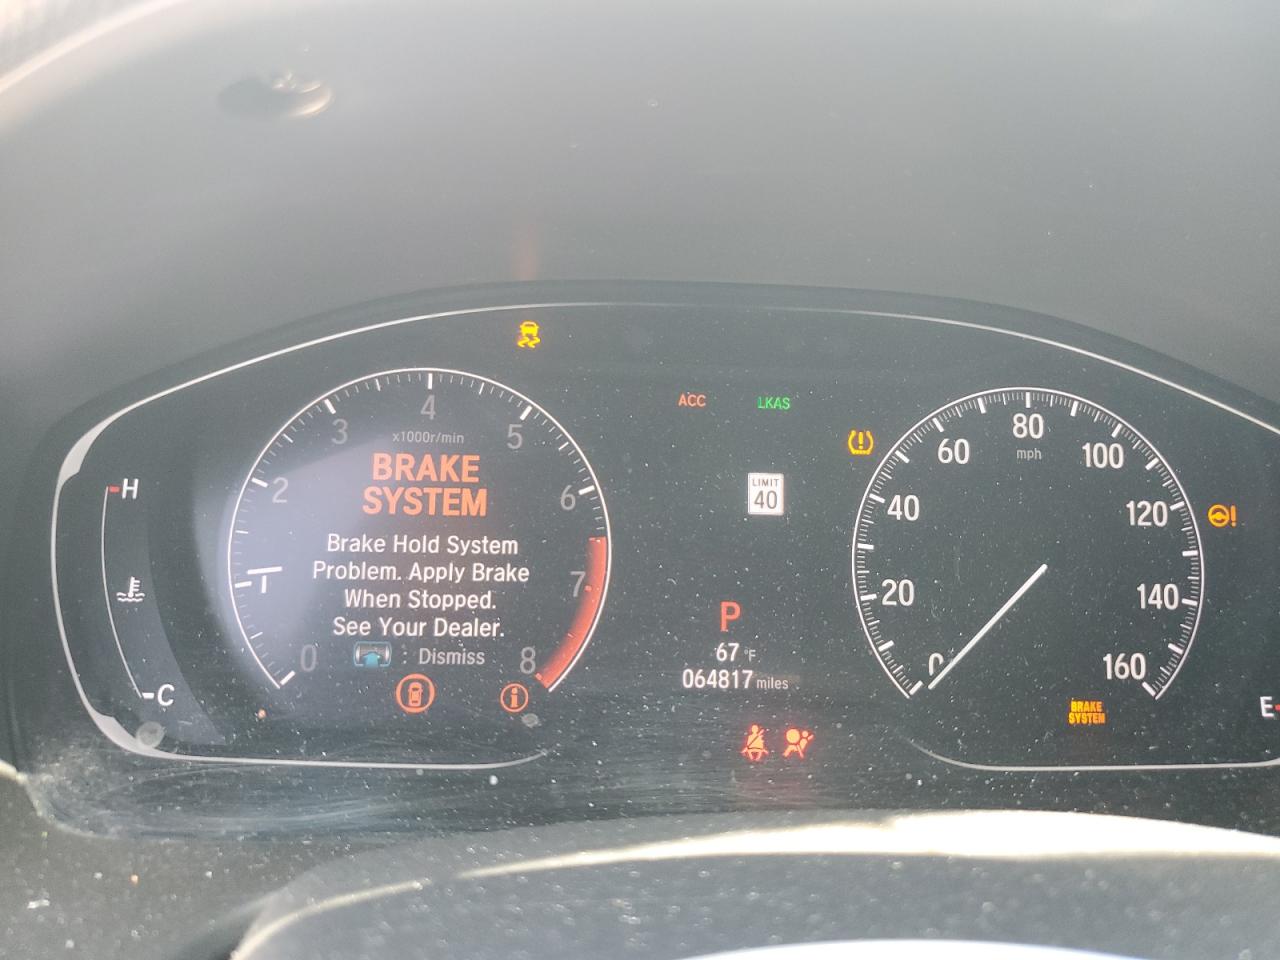 ACC
LKAS
4
3
5
x1000r/min
2
6
BRAKE
SYSTEM
Brake Hold System
Problem. Apply Brake
When Stopped.
See Your Dealer.
: Dismiss
7
0
8
H
C
LIMIT
40
P
67 °F
064817 miles
80
mph
60
100
40
120
20
140
0
160
BRAKE
SYSTEM
E